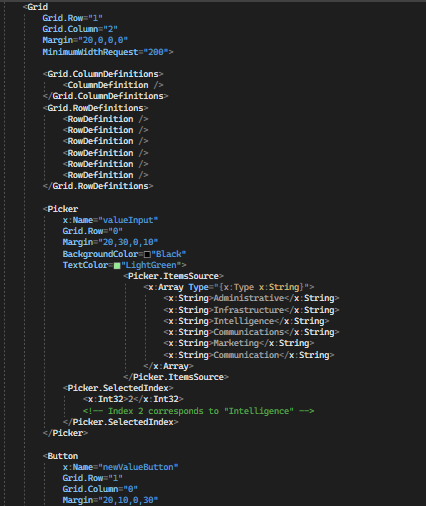 <Grid
Grid.Row="1"
Grid.Column="2"
Margin="20,0,0,0"
MinimumWidthRequest="200">
<Grid.ColumnDefinitions>
<ColumnDefinition />
</Grid.ColumnDefinitions>
<Grid.RowDefinitions>
<RowDefinition />
<RowDefinition />
<RowDefinition />
<RowDefinition />
<RowDefinition />
<RowDefinition />
</Grid.RowDefinitions>
<Picker
x:Name="valueInput"
Grid.Row="0"
Margin="20,30,0,10"
BackgroundColor="Black"
TextColor="LightGreen">
<Picker.ItemsSource>
<x:Array Type="{x:Type x:String}">
<x:String>Administrative</x:String>
<x:String>Infrastructure</x:String>
<x:String>Intelligence</x:String>
<x:String>Communications</x:String>
<x:String>Marketing</x:String>
<x:String>Communication</x:String>
</x:Array>
</Picker.ItemsSource>
<Picker.SelectedIndex>
<x:Int32>2</x:Int32>
<!-- Index 2 corresponds to "Intelligence" -->
</Picker.SelectedIndex>
</Picker>
<Button
x:Name="newValueButton"
Grid.Row="1"
Grid.Column="0"
Margin="20,10,0,30"